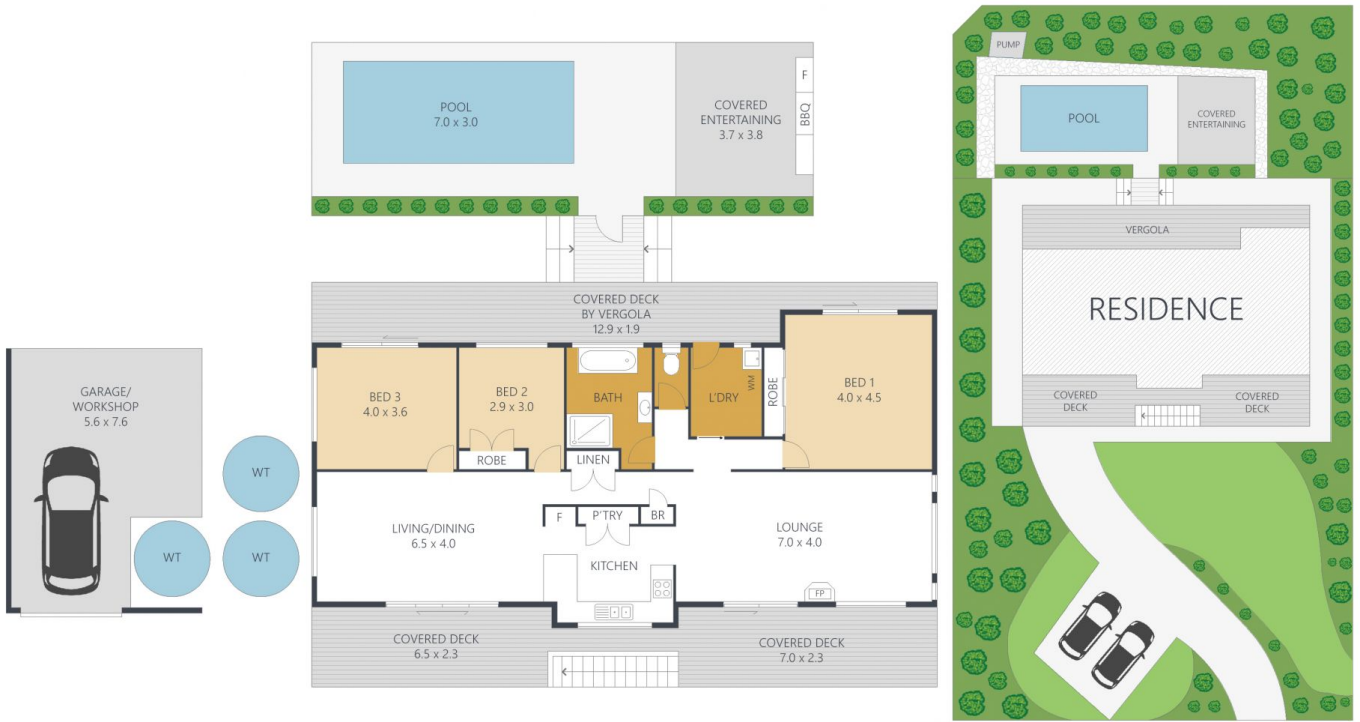 POOL
7.0 x 3.0
COVERED
ENTERTAINING
3.7 x 3.8
F
BBQ
COVERED DECK
BY VERGOLA
12.9 x 1.9
GARAGE/
WORKSHOP
5.6 x 7.6
WT
WT
WT
BED 3
4.0 x 3.6
BED 2
2.9 x 3.0
ROBE
BATH
L'DRY
WM
ROBE
BED 1
4.0 x 4.5
LINEN
LIVING/DINING
6.5 x 4.0
F
P'TRY
BR
KITCHEN
LOUNGE
7.0 x 4.0
FP
COVERED DECK
6.5 x 2.3
COVERED DECK
7.0 x 2.3
PUMP
POOL
COVERED
ENTERTAINING
VERGOLA
RESIDENCE
COVERED
DECK
COVERED
DECK